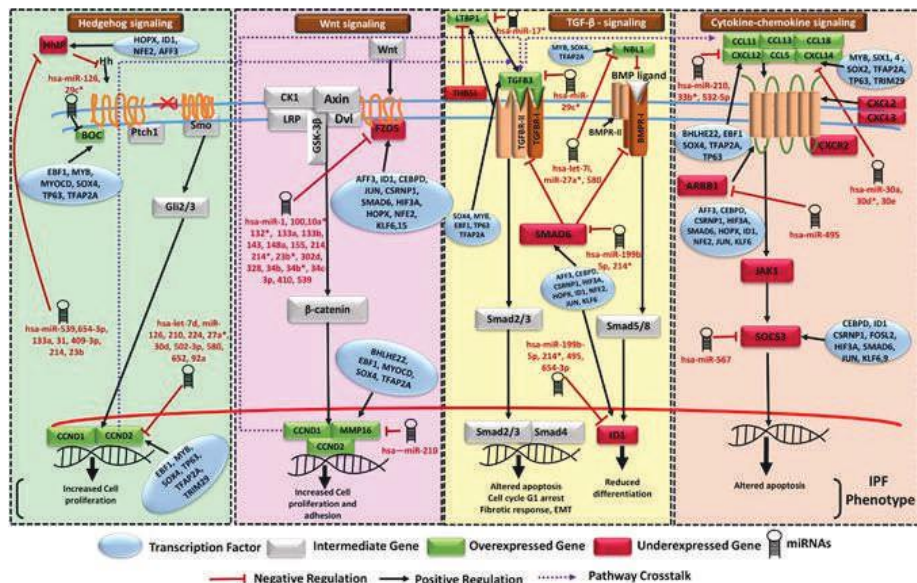 Hedgehog signaling
Wnt signaling
TGF-β - signaling
Cytokine-chemokine signaling
HHIP
HOPX, ID1,
NFE2, AFF3
Hh
hsa-miR-126,
29c*
BOC
Ptch1
Smo
EBF1, MYB,
MYOCD, SOX4,
TP63, TFAP2A
Gli2/3
hsa-miR-539,654-3p,
133a, 31, 409-3p,
214, 23b
hsa-let-7d, miR-
126, 210, 224, 27a*
30d, 502-3p, 580,
652, 92a
CCND1
CCND2
EBF1, MYB,
SOX4, TP63,
TFAP2A,
TRIM29
Increased Cell
proliferation
Wnt
CK1
Axin
LRP
Dvl
GSK-3β
FZD5
AFF3, ID1, CEBPD,
JUN, CSRNP1,
SMAD6, HIF3A,
HOPX, NFE2,
KLF6,15
hsa-miR-1, 100,10a*
132*, 133a, 133b,
143, 148a, 155, 214,
214*, 23b*, 302d,
328, 34b, 34b*, 34c-
3p, 410, 539
β-catenin
BHLHE22,
EBF1, MYOCD,
SOX4, TFAP2A
CCND1
MMP16
CCND2
hsa—miR-210
Increased Cell
proliferation and
adhesion
LTBP1
hsa-miR-17*
THBS1
TGFB3
hsa-miR-
29c*
MYB, SOX4,
TFAP2A
NBL1
BMP ligand
TGFBR-II
TGFBR-I
BMPR-II
BMPR-I
hsa-let-7i,
miR-27a*, 580
SOX4, MYB,
EBF1, TP63
TFAP2A
SMAD6
hsa-miR-199b-
5p, 214*
AFF3, CEBPD,
CSRNP1, HIF3A,
HOPX, ID1, NFE2,
JUN, KLF6
Smad2/3
Smad5/8
hsa-miR-199b-
5p, 214*, 495,
654-3p
Smad2/3
Smad4
ID1
Altered apoptosis
Cell cycle G1 arrest
Fibrotic response, EMT
Reduced
differentiation
CCL11
CCL13
CCL18
CXCL12
CCL5
CXCL14
hsa-miR-210,
33b*, 532-5p
MYB, SIX1, 4,
SOX2, TFAP2A,
TP63, TRIM29
CXCL2
CXCL3
CXCR2
BHLHE22, EBF1
SOX4, TFAP2A,
TP63
ARRB1
hsa-miR-30a,
30d*, 30e
hsa-miR-495
AFF3, CEBPD,
CSRNP1, HIF3A,
SMAD6, HOPX, ID1,
NFE2, JUN, KLF6
JAK1
SOCS3
hsa-miR-567
CEBPD, ID1
CSRNP1, FOSL2,
HIF3A, SMAD6,
JUN, KLF6,9
Altered apoptosis
IPF
Phenotype
Transcription Factor
Intermediate Gene
Overexpressed Gene
Underexpressed Gene
miRNAs
Negative Regulation
Positive Regulation
Pathway Crosstalk